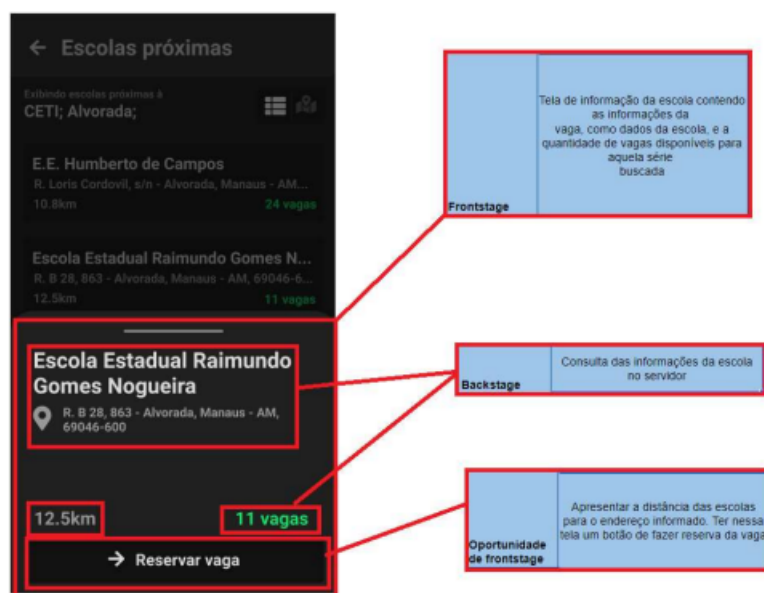 ← Escolas próximas
Exibindo escolas próximas à
CETI; Alvorada;
E.E. Humberto de Campos
R. Loris Cordovil, s/n - Alvorada, Manaus - AM...
10.8km
24 vagas
Escola Estadual Raimundo Gomes N...
R. B 28, 863 - Alvorada, Manaus - AM, 69046-6...
12.5km
11 vagas
Escola Estadual Raimundo
Gomes Nogueira
R. B 28, 863 - Alvorada, Manaus - AM,
69046-600
12.5km
11 vagas
→ Reservar vaga
Frontstage
Tela de informação da escola contendo
as informações da
vaga, como dados da escola, e a
quantidade de vagas disponíveis para
aquela série
buscada
Backstage
Consulta das informações da escola
no servidor
Oportunidade
de frontstage
Apresentar a distância das escolas
para o endereço informado. Ter nessa
tela um botão de fazer reserva da vaga